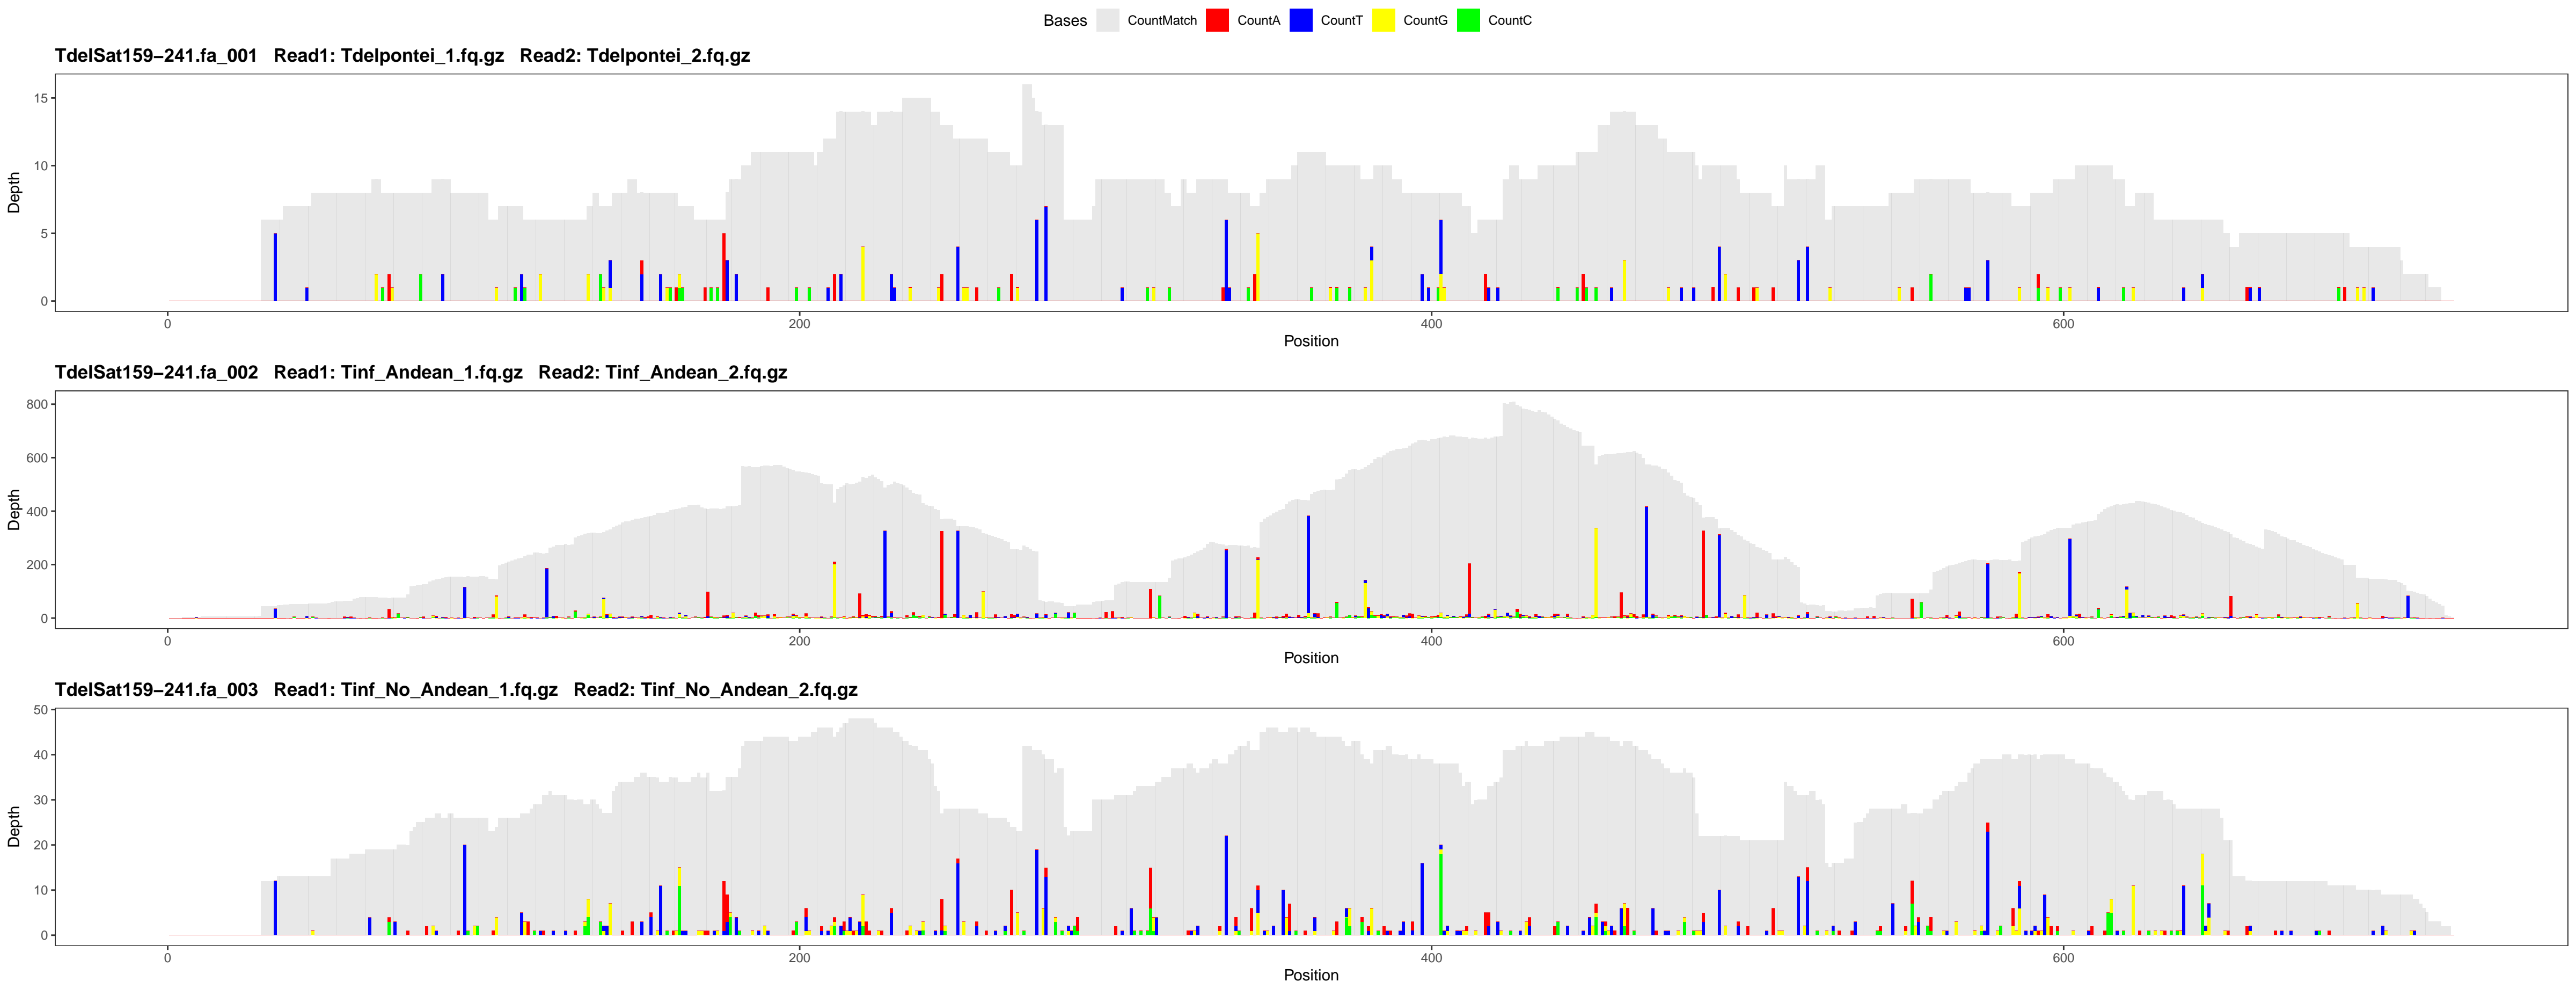 Bases CountMatch CountA CountT CountG CountC
TdelSat159−241.fa_001 Read1: Tdelpontei_1.fq.gz Read2: Tdelpontei_2.fq.gz
15
10
5
0
Depth
0 200 400 600
Position
TdelSat159−241.fa_002 Read1: Tinf_Andean_1.fq.gz Read2: Tinf_Andean_2.fq.gz
800
600
400
200
0
Depth
0 200 400 600
Position
TdelSat159−241.fa_003 Read1: Tinf_No_Andean_1.fq.gz Read2: Tinf_No_Andean_2.fq.gz
50
40
30
20
10
0
Depth
0 200 400 600
Position